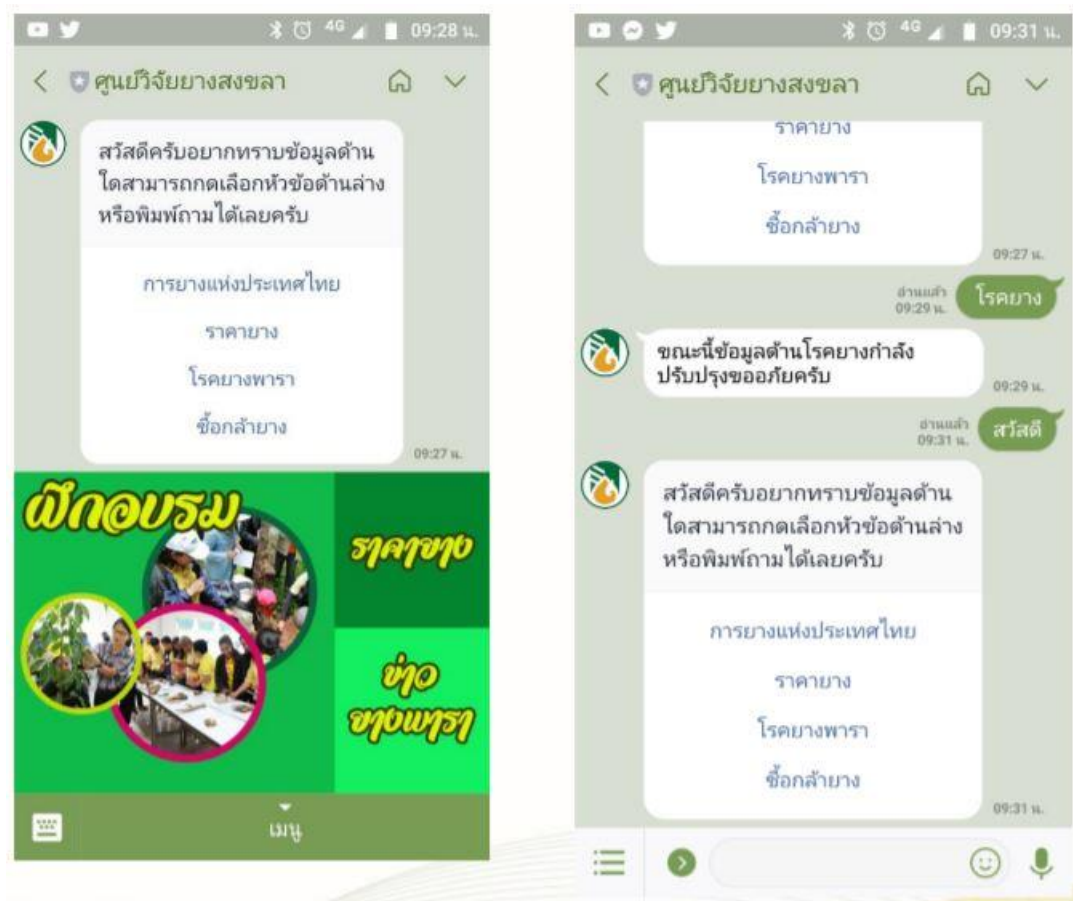 4G 09:28 น.
ศูนย์วิจัยยางสงขลา
สวัสดีครับอยากทราบข้อมูลด้าน
ใดสามารถกดเลือกหัวข้อด้านล่าง
หรือพิมพ์ถามได้เลยครับ
การยางแห่งประเทศไทย
ราคายาง
โรคยางพารา
ซื้อกล้ายาง
09:27 น.
ฝึกอบรม
ราคายาง
ข่าว
ยางพารา
เมนู
4G 09:31 น.
ศูนย์วิจัยยางสงขลา
ราคายาง
โรคยางพารา
ซื้อกล้ายาง
09:27 น.
อ่านแล้ว
09:29 น.
โรคยาง
ขณะนี้ข้อมูลด้านโรคยางกำลัง
ปรับปรุงขออภัยครับ
09:29 น.
อ่านแล้ว
09:31 น.
สวัสดี
สวัสดีครับอยากทราบข้อมูลด้าน
ใดสามารถกดเลือกหัวข้อด้านล่าง
หรือพิมพ์ถามได้เลยครับ
การยางแห่งประเทศไทย
ราคายาง
โรคยางพารา
ซื้อกล้ายาง
09:31 น.